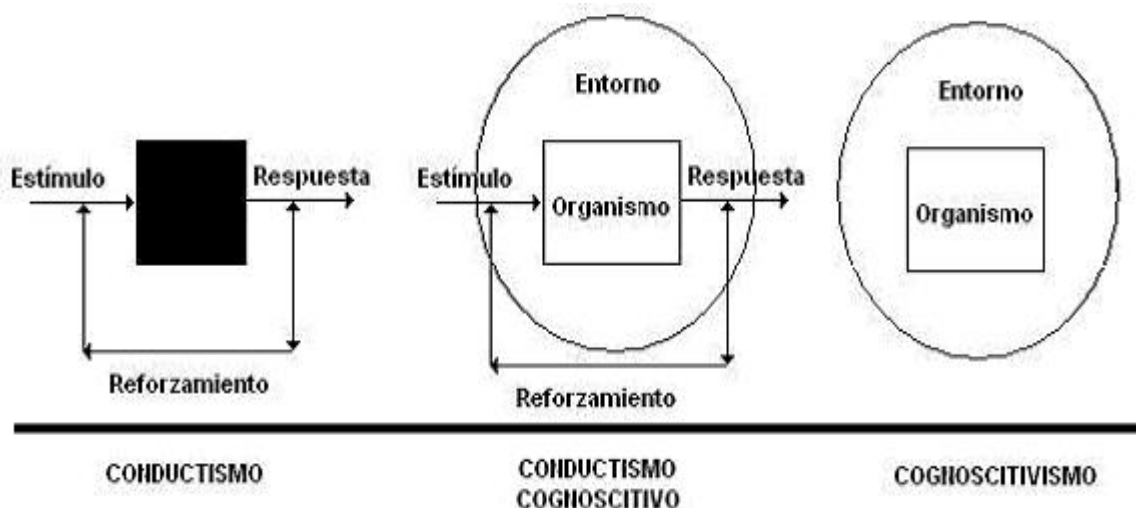 Estímulo
Respuesta
Reforzamiento
CONDUCTISMO
Entorno
Estímulo
Organismo
Respuesta
Reforzamiento
CONDUCTISMO
COGNOSCITIVO
Entorno
Organismo
COGNOSCITIVISMO